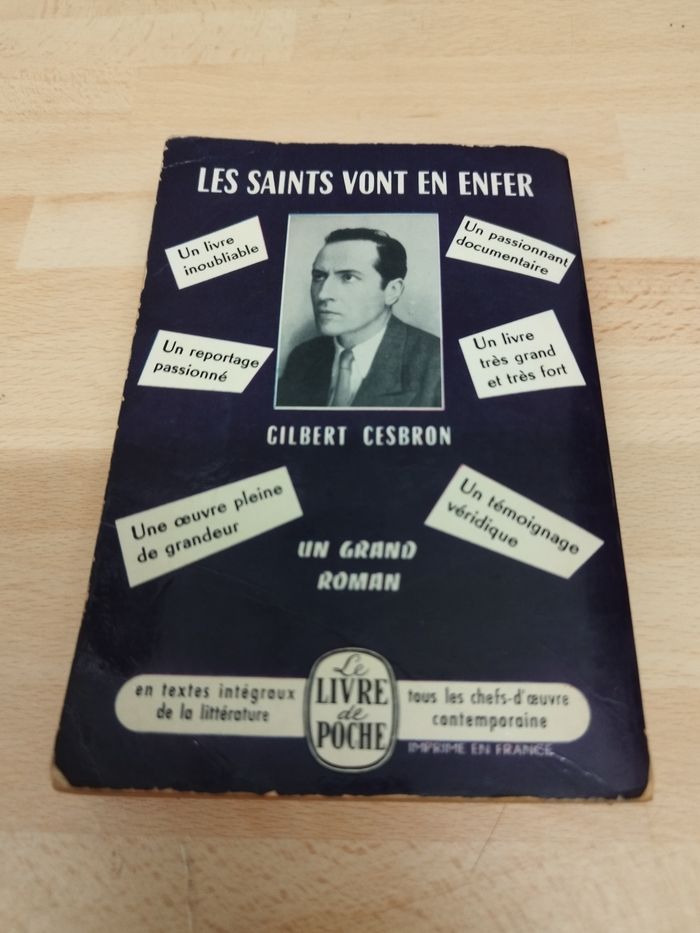 LES SAINTS VONT EN ENFER
Un livre
inoubliable
Un passionnant
documentaire
Un reportage
passionné
Un livre
très grand
et très fort
GILBERT CESBRON
Une œuvre pleine
de grandeur
Un témoignage
véridique
UN GRAND
ROMAN
en textes intégraux
de la littérature
Le
LIVRE
de
POCHE
tous les chefs-d'œuvre
contemporaine
IMPRIME EN FRANCE